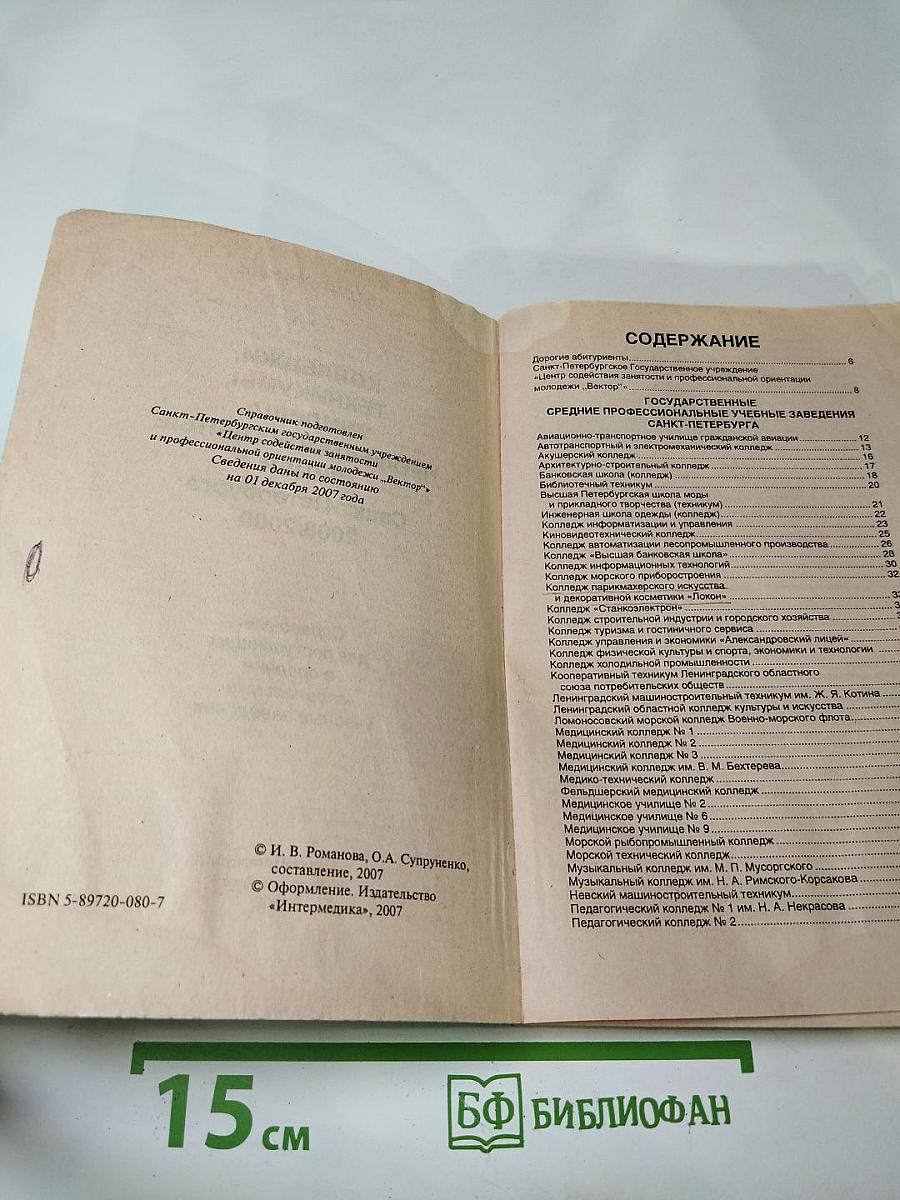 Справочник подготовлен
Санкт-Петербургским государственным учреждением
«Центр содействия занятости
и профессиональной ориентации молодежи „Вектор"»
Сведения даны по состоянию
на 01 декабря 2007 года
ISBN 5-89720-080-7
© И. В. Романова, О.А. Супруненко,
составление, 2007
© Оформление. Издательство
«Интермедика», 2007
СОДЕРЖАНИЕ
Дорогие абитуриенты 6
Санкт-Петербургское Государственное учреждение
«Центр содействия занятости и профессиональной ориентации
молодежи „Вектор"» 8
ГОСУДАРСТВЕННЫЕ
СРЕДНИЕ ПРОФЕССИОНАЛЬНЫЕ УЧЕБНЫЕ ЗАВЕДЕНИЯ
САНКТ-ПЕТЕРБУРГА
Авиационно-транспортное училище гражданской авиации 12
Автотранспортный и электромеханический колледж 13
Акушерский колледж 16
Архитектурно-строительный колледж 17
Банковская школа (колледж) 18
Библиотечный техникум 20
Высшая Петербургская школа моды
и прикладного творчества (техникум) 21
Инженерная школа одежды (колледж) 22
Колледж информатизации и управления 23
Киновидеотехнический колледж 25
Колледж автоматизации лесопромышленного производства 26
Колледж «Высшая банковская школа» 28
Колледж информационных технологий 30
Колледж морского приборостроения 32
Колледж парикмахерского искусства
и декоративной косметики «Локон»
Колледж «Станкоэлектрон»
Колледж строительной индустрии и городского хозяйства
Колледж туризма и гостиничного сервиса
Колледж управления и экономики «Александровский лицей»
Колледж физической культуры и спорта, экономики и технологии
Колледж холодильной промышленности
Кооперативный техникум Ленинградского областного
союза потребительских обществ
Ленинградский машиностроительный техникум им. Ж. Я. Котина
Ленинградский областной колледж культуры и искусства
Ломоносовский морской колледж Военно-морского флота
Медицинский колледж № 1
Медицинский колледж № 2
Медицинский колледж № 3
Медицинский колледж им. В. М. Бехтерева
Медико-технический колледж
Фельдшерский медицинский колледж
Медицинское училище № 2
Медицинское училище № 6
Медицинское училище № 9
Морской рыбопромышленный колледж
Морской технический колледж
Музыкальный колледж им. М. П. Мусоргского
Музыкальный колледж им. Н. А. Римского-Корсакова
Невский машиностроительный техникум
Педагогический колледж № 1 им. Н. А. Некрасова
Педагогический колледж № 2
15 см
БФ БИБЛИОФАН